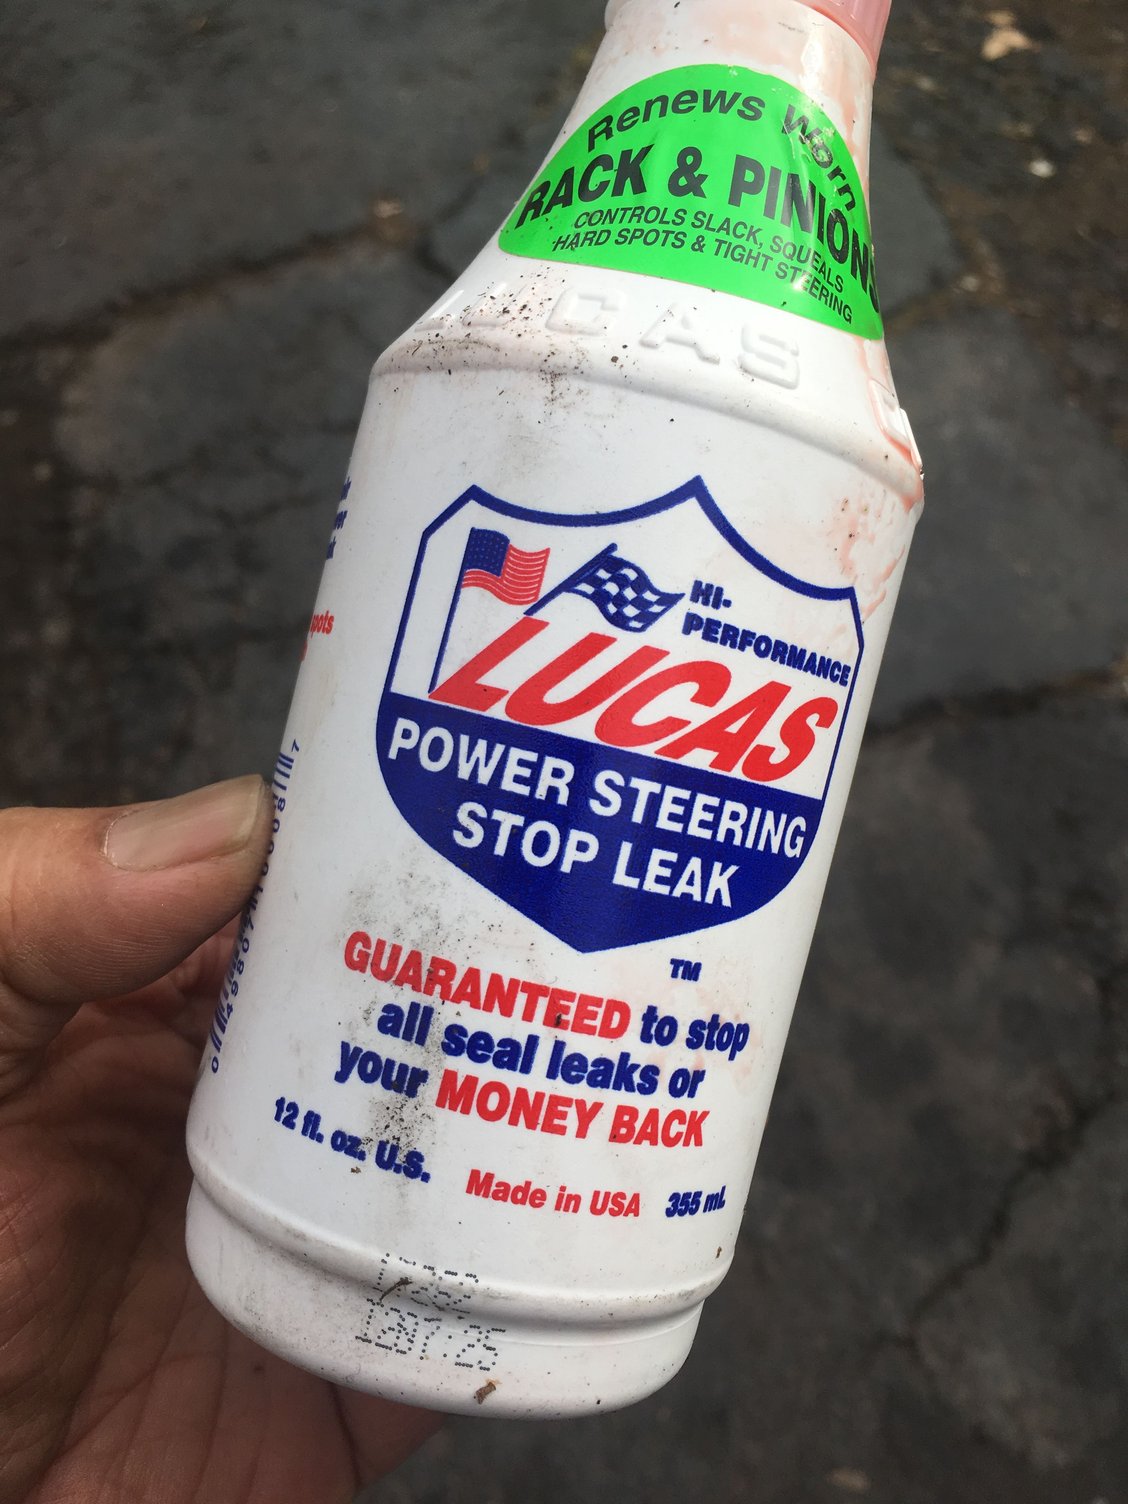 Renews Worn
RACK & PINIONS
CONTROLS SLACK, SQUEALS
HARD SPOTS & TIGHT STEERING
LUCAS
HI-
PERFORMANCE
LUCAS
POWER STEERING
STOP LEAK
TM
GUARANTEED to stop
all seal leaks or
your MONEY BACK
12 fl. oz. U.S. Made in USA 355 mL
spots